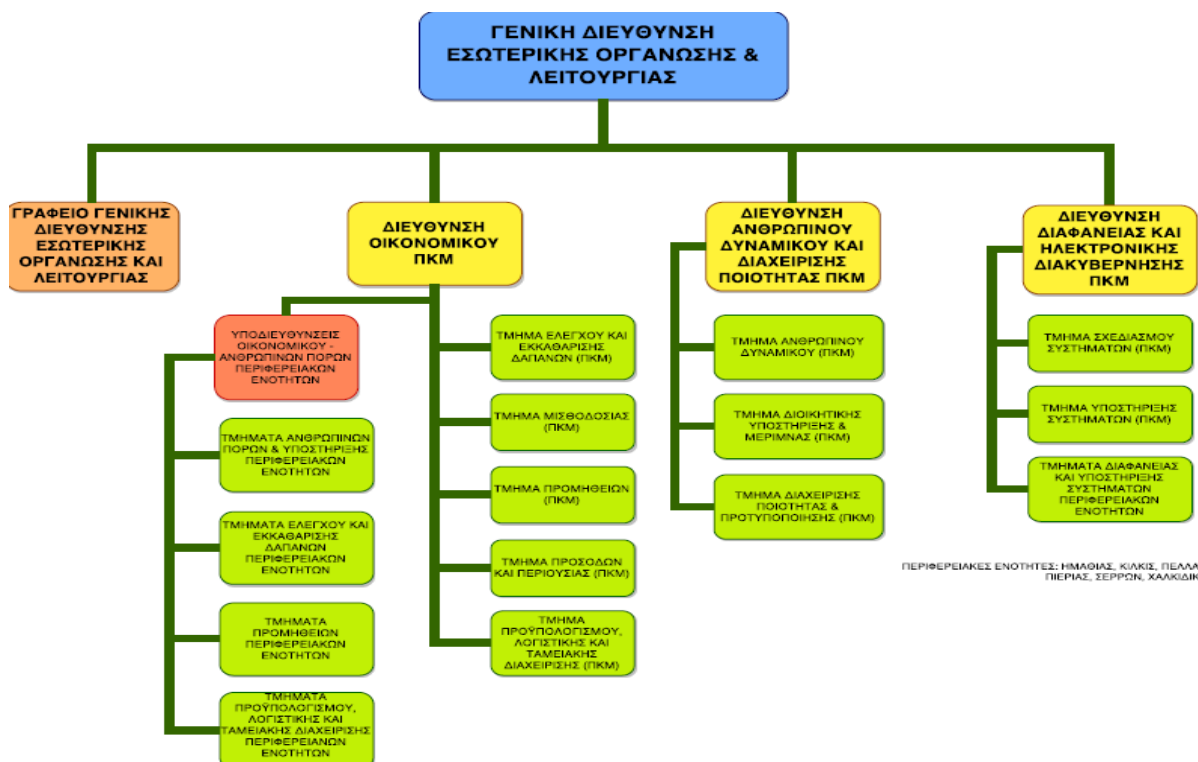 ΓΕΝΙΚΗ ΔΙΕΥΘΥΝΣΗ
ΕΣΩΤΕΡΙΚΗΣ ΟΡΓΑΝΩΣΗΣ &
ΛΕΙΤΟΥΡΓΙΑΣ
ΓΡΑΦΕΙΟ ΓΕΝΙΚΗΣ
ΔΙΕΥΘΥΝΣΗΣ
ΕΣΩΤΕΡΙΚΗΣ
ΟΡΓΑΝΩΣΗΣ ΚΑΙ
ΛΕΙΤΟΥΡΓΙΑΣ
ΔΙΕΥΘΥΝΣΗ
ΟΙΚΟΝΟΜΙΚΟΥ
ΠΚΜ
ΔΙΕΥΘΥΝΣΗ
ΑΝΘΡΩΠΙΝΟΥ
ΔΥΝΑΜΙΚΟΥ ΚΑΙ
ΔΙΑΧΕΙΡΙΣΗΣ
ΠΟΙΟΤΗΤΑΣ ΠΚΜ
ΔΙΕΥΘΥΝΣΗ
ΔΙΑΦΑΝΕΙΑΣ ΚΑΙ
ΗΛΕΚΤΡΟΝΙΚΗΣ
ΔΙΑΚΥΒΕΡΝΗΣΗΣ
ΠΚΜ
ΥΠΟΔΙΕΥΘΥΝΣΕΙΣ
ΟΙΚΟΝΟΜΙΚΟΥ -
ΑΝΘΡΩΠΙΝΩΝ ΠΟΡΩΝ
ΠΕΡΙΦΕΡΕΙΑΚΩΝ
ΕΝΟΤΗΤΩΝ
ΤΜΗΜΑΤΑ ΑΝΘΡΩΠΙΝΩΝ
ΠΟΡΩΝ & ΥΠΟΣΤΗΡΙΞΗΣ
ΠΕΡΙΦΕΡΕΙΑΚΩΝ
ΕΝΟΤΗΤΩΝ
ΤΜΗΜΑΤΑ ΕΛΕΓΧΟΥ ΚΑΙ
ΕΚΚΑΘΑΡΙΣΗΣ
ΔΑΠΑΝΩΝ
ΠΕΡΙΦΕΡΕΙΑΚΩΝ
ΕΝΟΤΗΤΩΝ
ΤΜΗΜΑΤΑ
ΠΡΟΜΗΘΕΙΩΝ
ΠΕΡΙΦΕΡΕΙΑΚΩΝ
ΕΝΟΤΗΤΩΝ
ΤΜΗΜΑΤΑ
ΠΡΟΫΠΟΛΟΓΙΣΜΟΥ,
ΛΟΓΙΣΤΙΚΗΣ ΚΑΙ
ΤΑΜΕΙΑΚΗΣ ΔΙΑΧΕΙΡΙΣΗΣ
ΠΕΡΙΦΕΡΕΙΑΝΩΝ
ΕΝΟΤΗΤΩΝ
ΤΜΗΜΑ ΕΛΕΓΧΟΥ ΚΑΙ
ΕΚΚΑΘΑΡΙΣΗΣ
ΔΑΠΑΝΩΝ (ΠΚΜ)
ΤΜΗΜΑ ΜΙΣΘΟΔΟΣΙΑΣ
(ΠΚΜ)
ΤΜΗΜΑ ΠΡΟΜΗΘΕΙΩΝ
(ΠΚΜ)
ΤΜΗΜΑ ΠΡΟΣΟΔΩΝ
ΚΑΙ ΠΕΡΙΟΥΣΙΑΣ (ΠΚΜ)
ΤΜΗΜΑ
ΠΡΟΫΠΟΛΟΓΙΣΜΟΥ,
ΛΟΓΙΣΤΙΚΗΣ ΚΑΙ
ΤΑΜΕΙΑΚΗΣ
ΔΙΑΧΕΙΡΙΣΗΣ (ΠΚΜ)
ΤΜΗΜΑ ΑΝΘΡΩΠΙΝΟΥ
ΔΥΝΑΜΙΚΟΥ (ΠΚΜ)
ΤΜΗΜΑ ΔΙΟΙΚΗΤΙΚΗΣ
ΥΠΟΣΤΗΡΙΞΗΣ &
ΜΕΡΙΜΝΑΣ (ΠΚΜ)
ΤΜΗΜΑ ΔΙΑΧΕΙΡΙΣΗΣ
ΠΟΙΟΤΗΤΑΣ &
ΠΡΟΤΥΠΟΠΟΙΗΣΗΣ (ΠΚΜ)
ΤΜΗΜΑ ΣΧΕΔΙΑΣΜΟΥ
ΣΥΣΤΗΜΑΤΩΝ (ΠΚΜ)
ΤΜΗΜΑ ΥΠΟΣΤΗΡΙΞΗΣ
ΣΥΣΤΗΜΑΤΩΝ (ΠΚΜ)
ΤΜΗΜΑΤΑ ΔΙΑΦΑΝΕΙΑΣ
ΚΑΙ ΥΠΟΣΤΗΡΙΞΗΣ
ΣΥΣΤΗΜΑΤΩΝ
ΠΕΡΙΦΕΡΕΙΑΚΩΝ
ΕΝΟΤΗΤΩΝ
ΠΕΡΙΦΕΡΕΙΑΚΕΣ ΕΝΟΤΗΤΕΣ: ΗΜΑΘΙΑΣ, ΚΙΛΚΙΣ, ΠΕΛΛΑ
ΠΙΕΡΙΑΣ, ΣΕΡΡΩΝ, ΧΑΛΚΙΔΙΚ